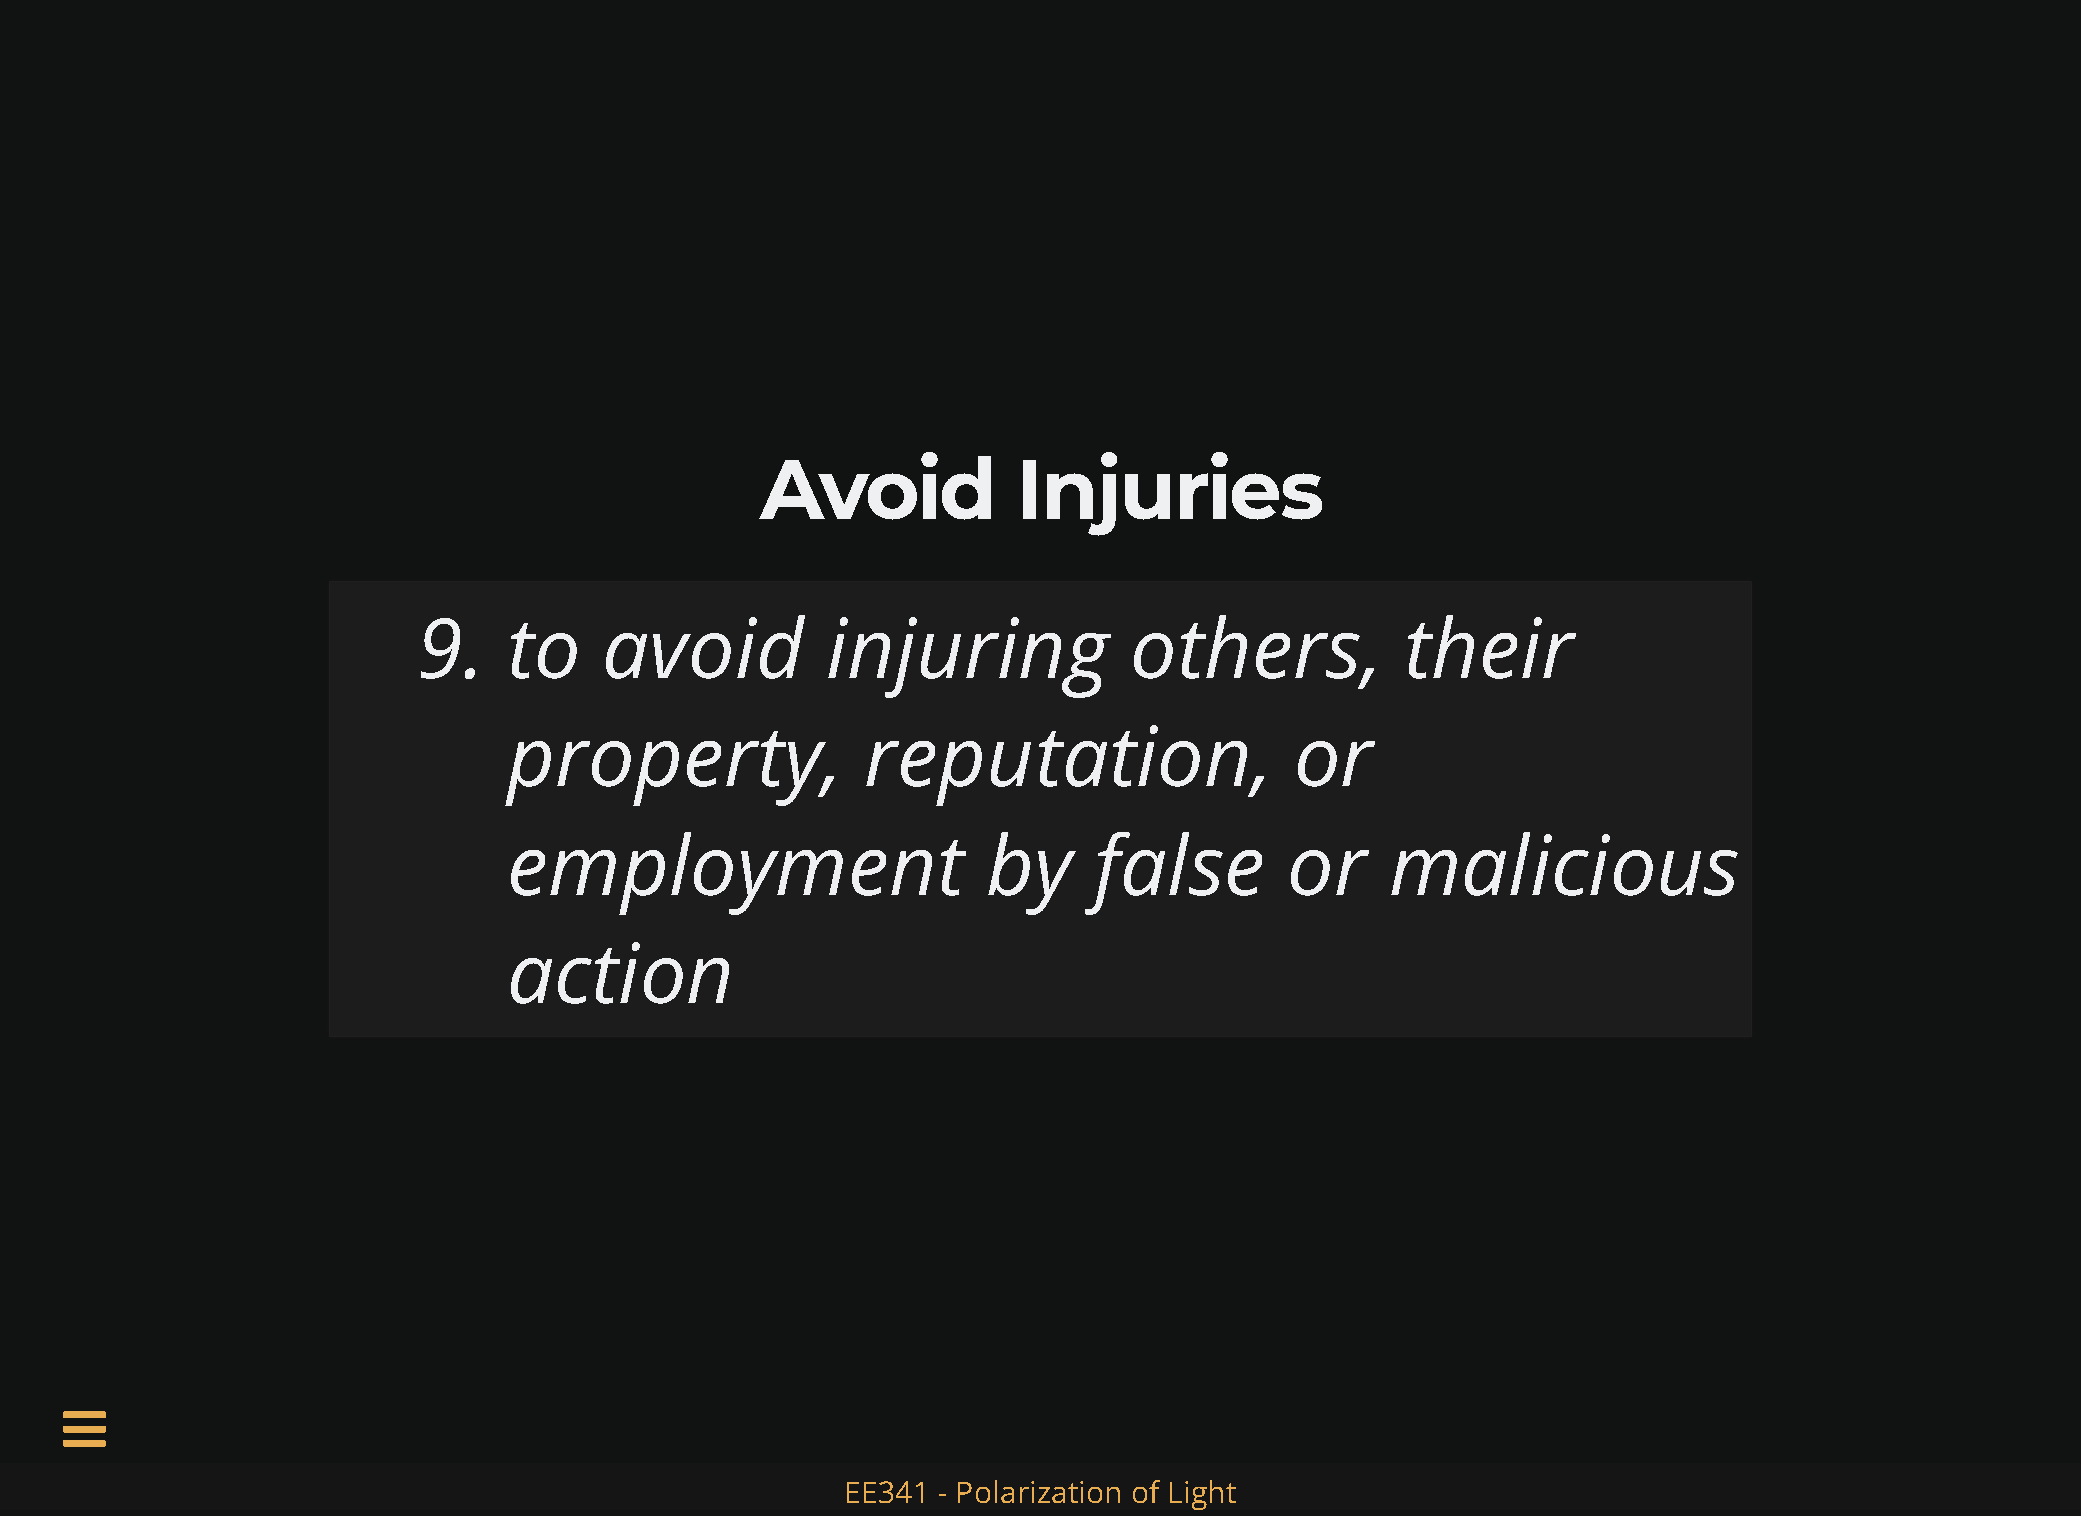 Avoid Injuries
9. to avoid injuring others, their
property, reputation, or
employment by false or malicious
action
EE341 - Polarization of Light